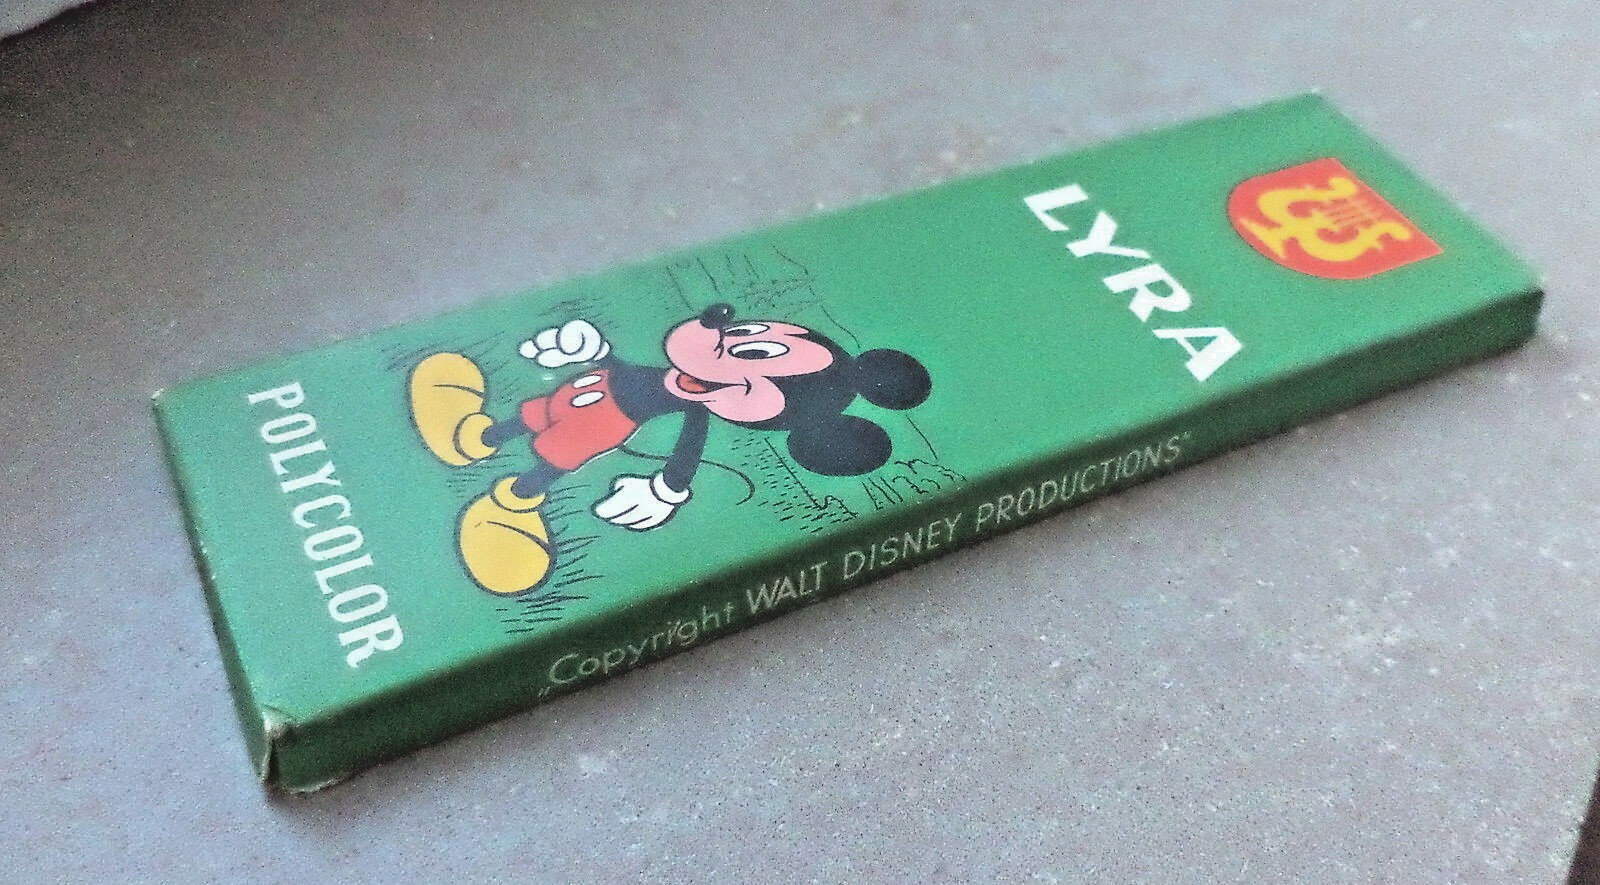 LYRA
POLYCOLOR
„Copyright WALT DISNEY PRODUCTIONS“